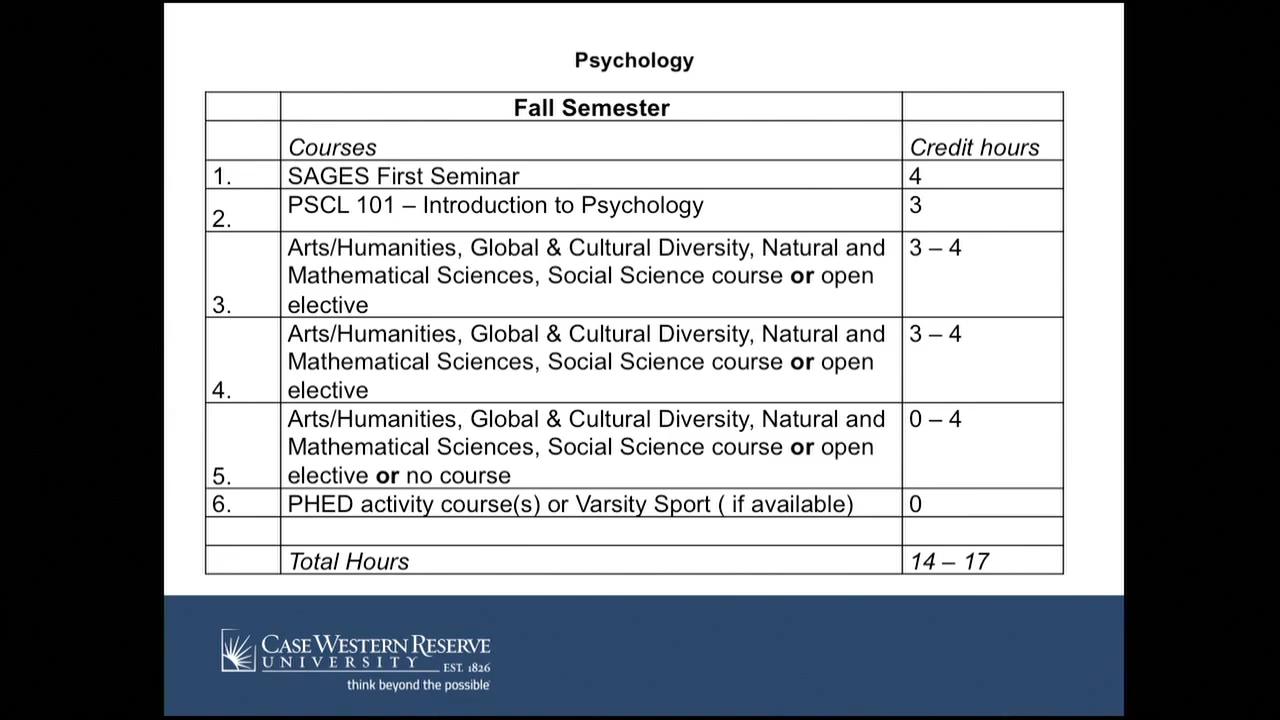 Psychology
Fall Semester
Courses Credit hours
1. SAGES First Seminar 4
2. PSCL 101 – Introduction to Psychology 3
Arts/Humanities, Global & Cultural Diversity, Natural and 3 – 4
Mathematical Sciences, Social Science course or open
3. elective
Arts/Humanities, Global & Cultural Diversity, Natural and 3 – 4
Mathematical Sciences, Social Science course or open
4. elective
Arts/Humanities, Global & Cultural Diversity, Natural and 0 – 4
Mathematical Sciences, Social Science course or open
5. elective or no course
6. PHED activity course(s) or Varsity Sport ( if available) 0
Total Hours 14 – 17
CASE WESTERN RESERVE
UNIVERSITY EST. 1826
think beyond the possible